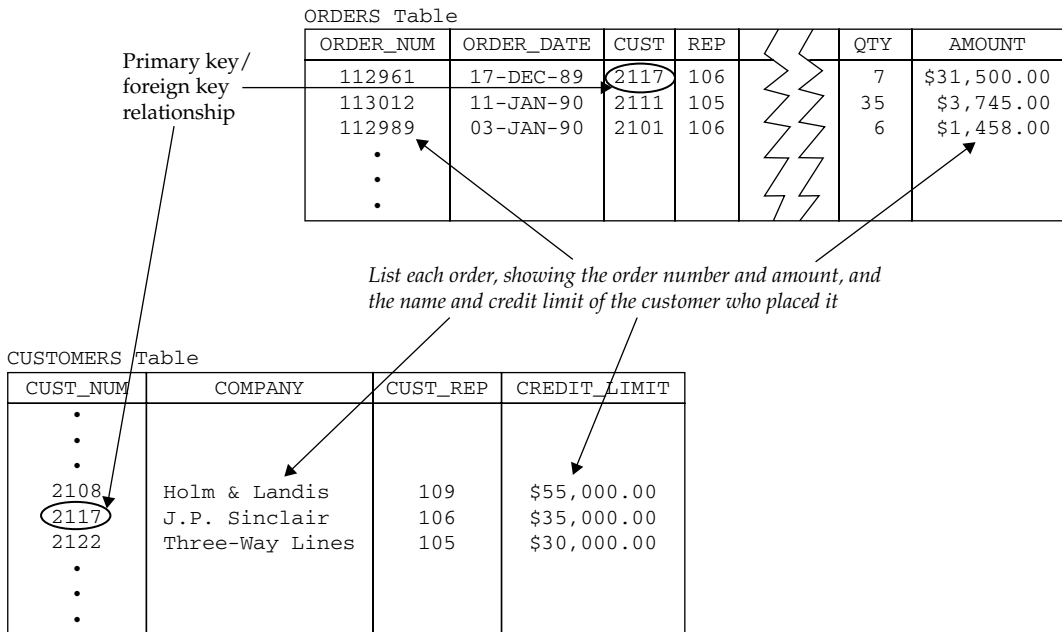 ORDERS Table
ORDER_NUM ORDER_DATE CUST REP QTY AMOUNT
112961 17-DEC-89 2117 106 7 $31,500.00
113012 11-JAN-90 2111 105 35 $3,745.00
112989 03-JAN-90 2101 106 6 $1,458.00
•
•
•
Primary key/
foreign key
relationship
List each order, showing the order number and amount, and
the name and credit limit of the customer who placed it
CUSTOMERS Table
CUST_NUM COMPANY CUST_REP CREDIT_LIMIT
•
•
•
2108 Holm & Landis 109 $55,000.00
2117 J.P. Sinclair 106 $35,000.00
2122 Three-Way Lines 105 $30,000.00
•
•
•